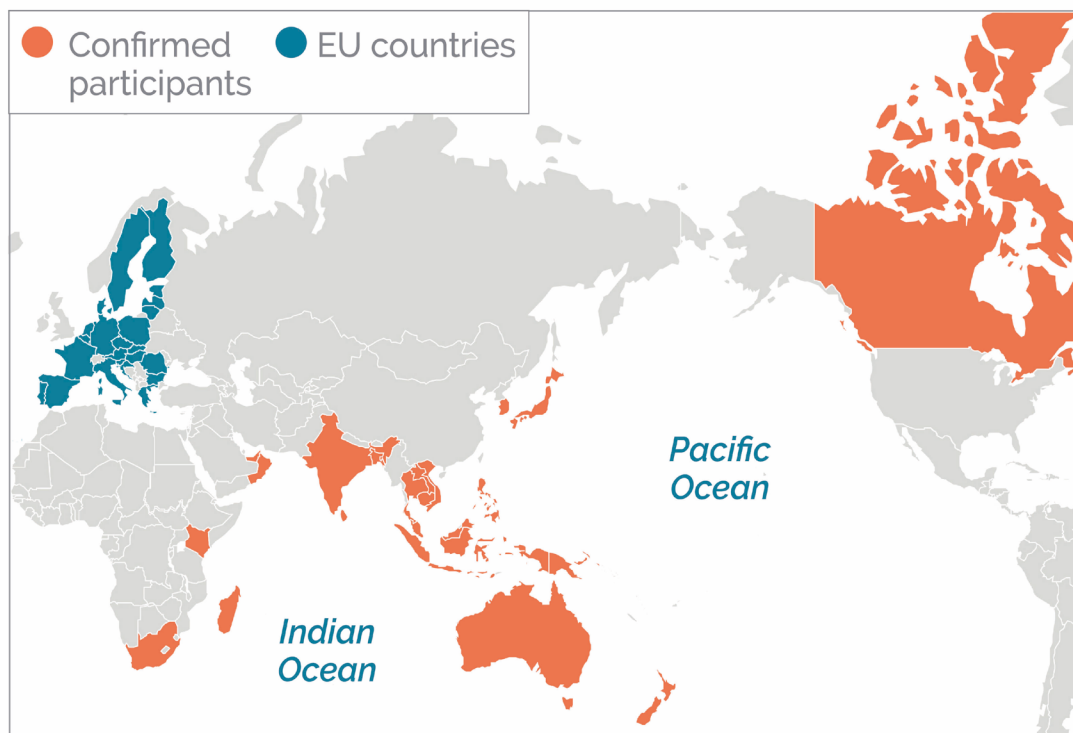 Confirmed
participants
EU countries
Pacific
Ocean
Indian
Ocean